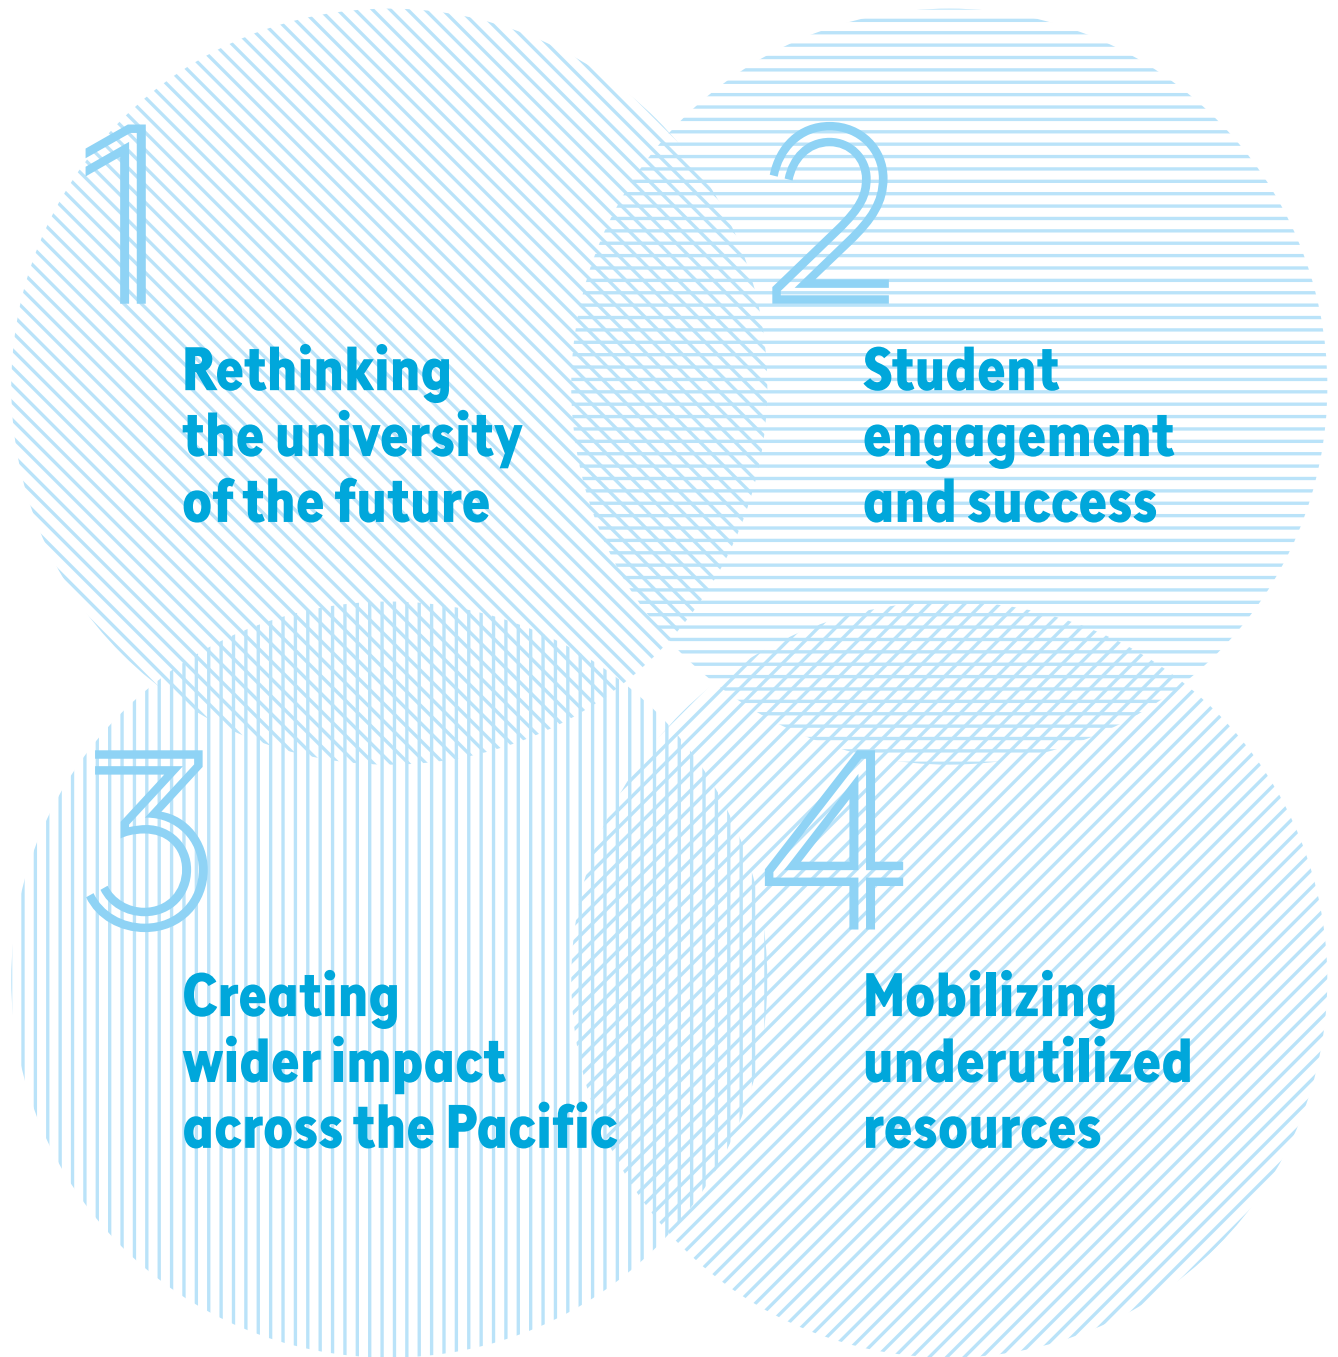 1
Rethinking
the university
of the future
2
Student
engagement
and success
3
Creating
wider impact
across the Pacific
4
Mobilizing
underutilized
resources